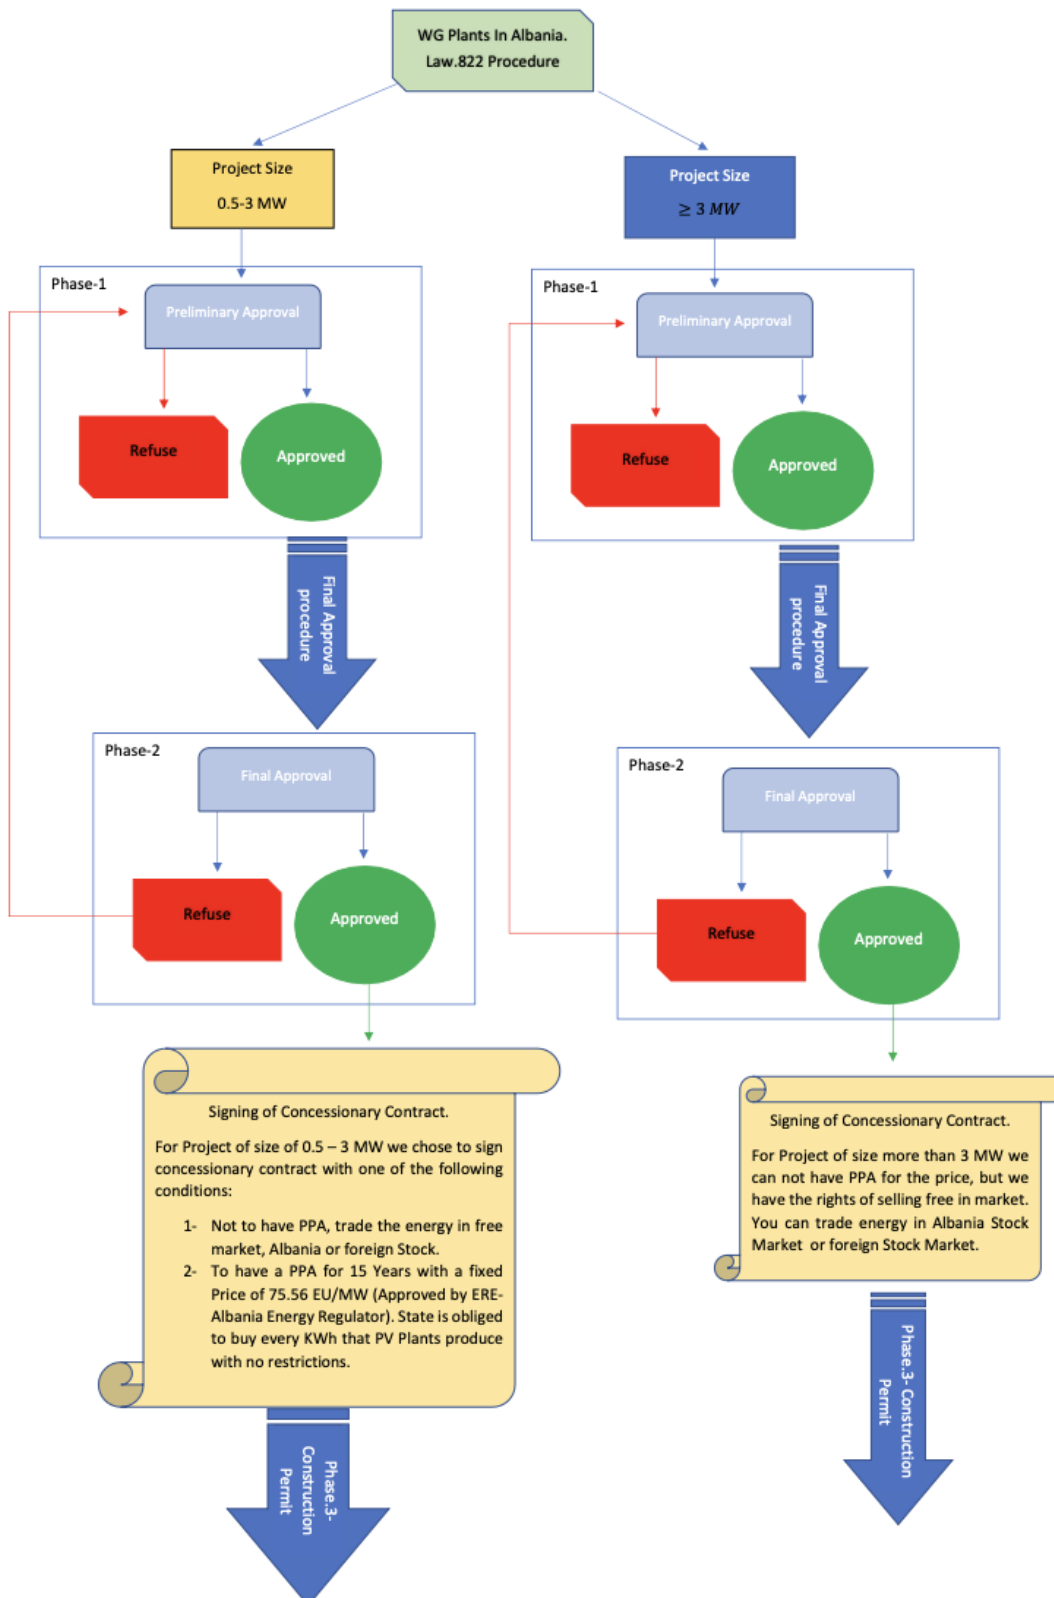 WG Plants In Albania.
Law.822 Procedure
Project Size
0.5-3 MW
Project Size
≥ 3 MW
Phase-1
Preliminary Approval
Refuse
Approved
Phase-1
Preliminary Approval
Refuse
Approved
Final Approval
procedure
Final Approval
procedure
Phase-2
Final Approval
Refuse
Approved
Phase-2
Final Approval
Refuse
Approved
Signing of Concessionary Contract.
For Project of size of 0.5 – 3 MW we chose to sign
concessionary contract with one of the following
conditions:
1- Not to have PPA, trade the energy in free
market, Albania or foreign Stock.
2- To have a PPA for 15 Years with a fixed
Price of 75.56 EU/MW (Approved by ERE-
Albania Energy Regulator). State is obliged
to buy every KWh that PV Plants produce
with no restrictions.
Signing of Concessionary Contract.
For Project of size more than 3 MW we
can not have PPA for the price, but we
have the rights of selling free in market.
You can trade energy in Albania Stock
Market or foreign Stock Market.
Phase.3-
Construction
Permit
Phase.3- Construction
Permit